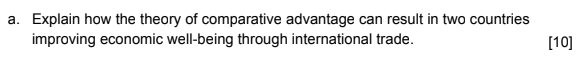 a. Explain how the theory of comparative advantage can result in two countries
improving economic well-being through international trade. [10]